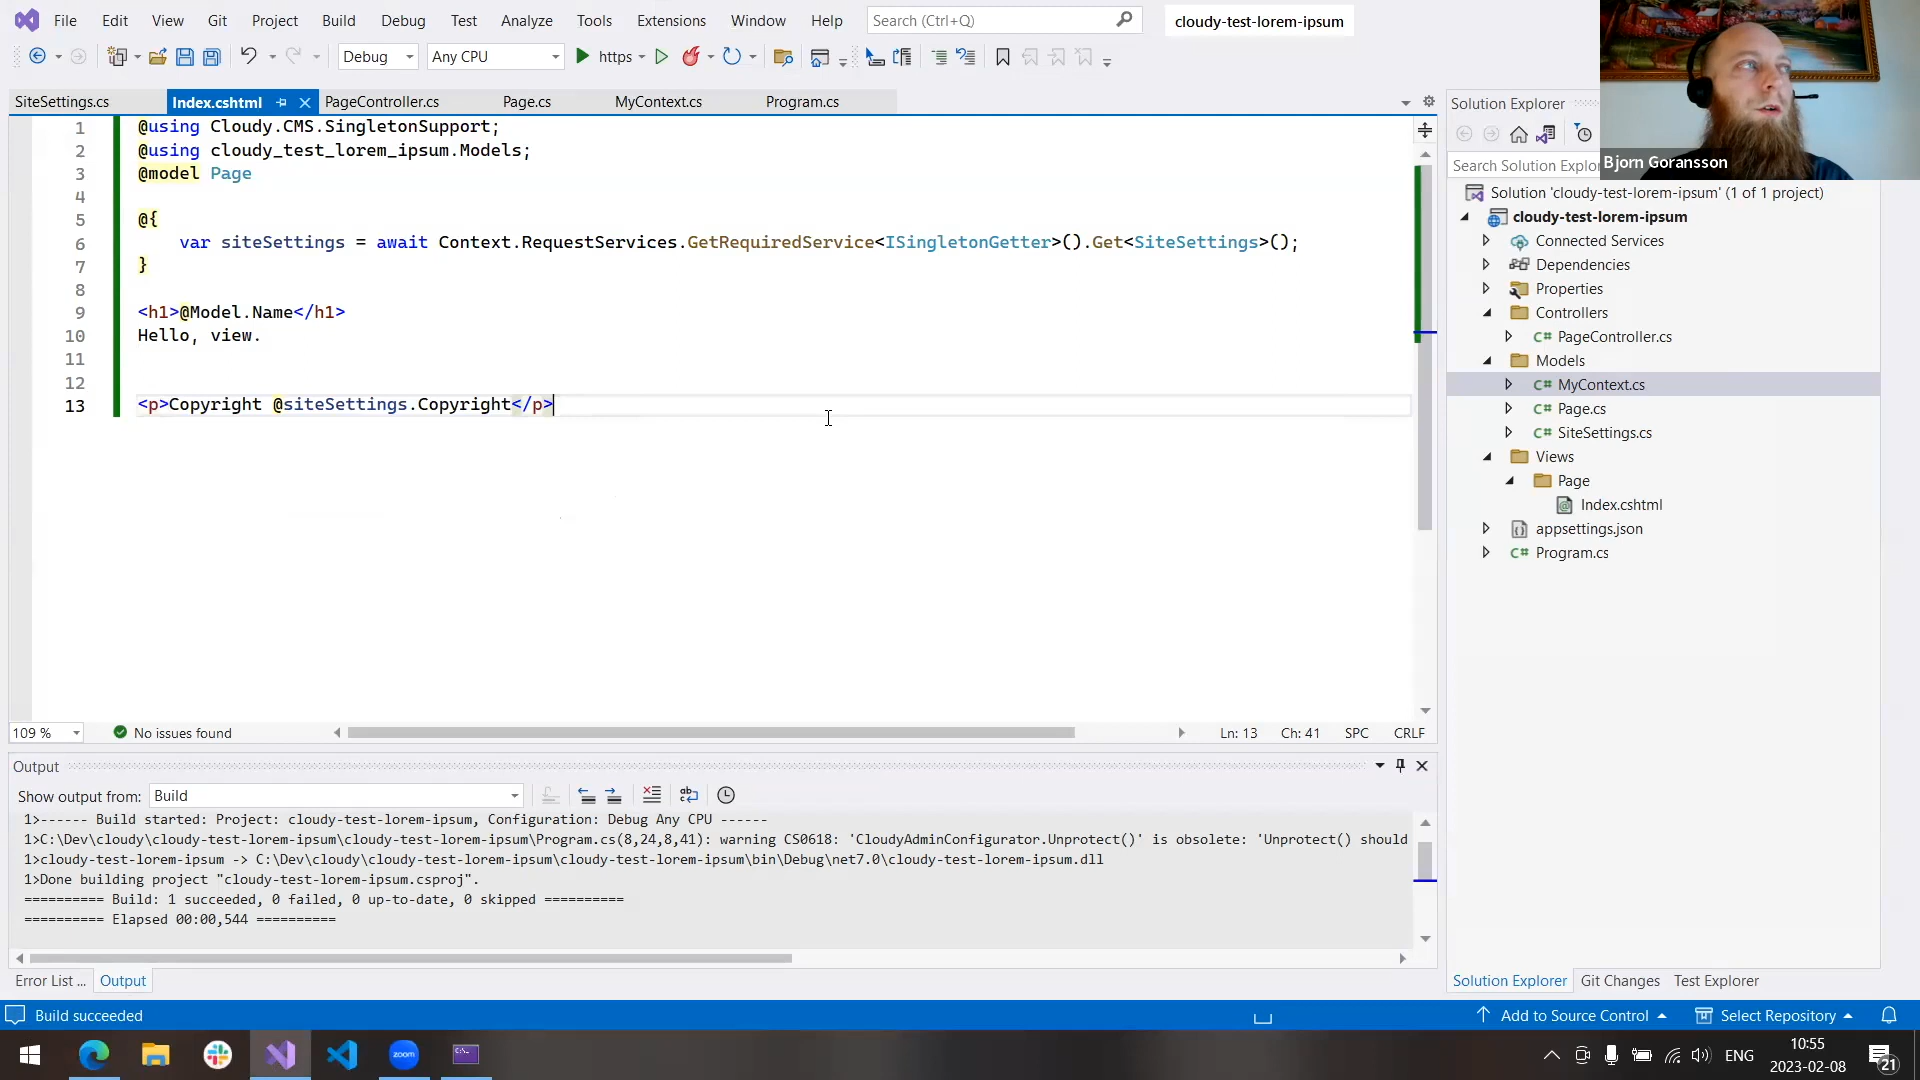 File Edit View Git Project Build Debug Test Analyze Tools Extensions Window Help Search (Ctrl+Q) cloudy-test-lorem-ipsum
Debug Any CPU https
SiteSettings.cs Index.cshtml PageController.cs Page.cs MyContext.cs Program.cs
1 @using Cloudy.CMS.SingletonSupport;
2 @using cloudy_test_lorem_ipsum.Models;
3 @model Page
4
5 @{
6 var siteSettings = await Context.RequestServices.GetRequiredService<ISingletonGetter>().Get<SiteSettings>();
7 }
8
9 <h1>@Model.Name</h1>
10 Hello, view.
11
12
13 <p>Copyright @siteSettings.Copyright</p>
109 % No issues found Ln: 13 Ch: 41 SPC CRLF
Output
Show output from: Build
1>------ Build started: Project: cloudy-test-lorem-ipsum, Configuration: Debug Any CPU ------
1>C:\Dev\cloudy\cloudy-test-lorem-ipsum\cloudy-test-lorem-ipsum\Program.cs(8,24,8,41): warning CS0618: 'CloudyAdminConfigurator.Unprotect()' is obsolete: 'Unprotect() should
1>cloudy-test-lorem-ipsum -> C:\Dev\cloudy\cloudy-test-lorem-ipsum\cloudy-test-lorem-ipsum\bin\Debug\net7.0\cloudy-test-lorem-ipsum.dll
1>Done building project "cloudy-test-lorem-ipsum.csproj".
========== Build: 1 succeeded, 0 failed, 0 up-to-date, 0 skipped ==========
========== Elapsed 00:00,544 ==========
Error List ... Output
Solution Explorer
Search Solution Explo
Bjorn Goransson
Solution 'cloudy-test-lorem-ipsum' (1 of 1 project)
cloudy-test-lorem-ipsum
Connected Services
Dependencies
Properties
Controllers
C# PageController.cs
Models
C# MyContext.cs
C# Page.cs
C# SiteSettings.cs
Views
Page
Index.cshtml
appsettings.json
C# Program.cs
Solution Explorer Git Changes Test Explorer
Build succeeded Add to Source Control Select Repository
zoom
ENG
10:55
2023-02-08
21